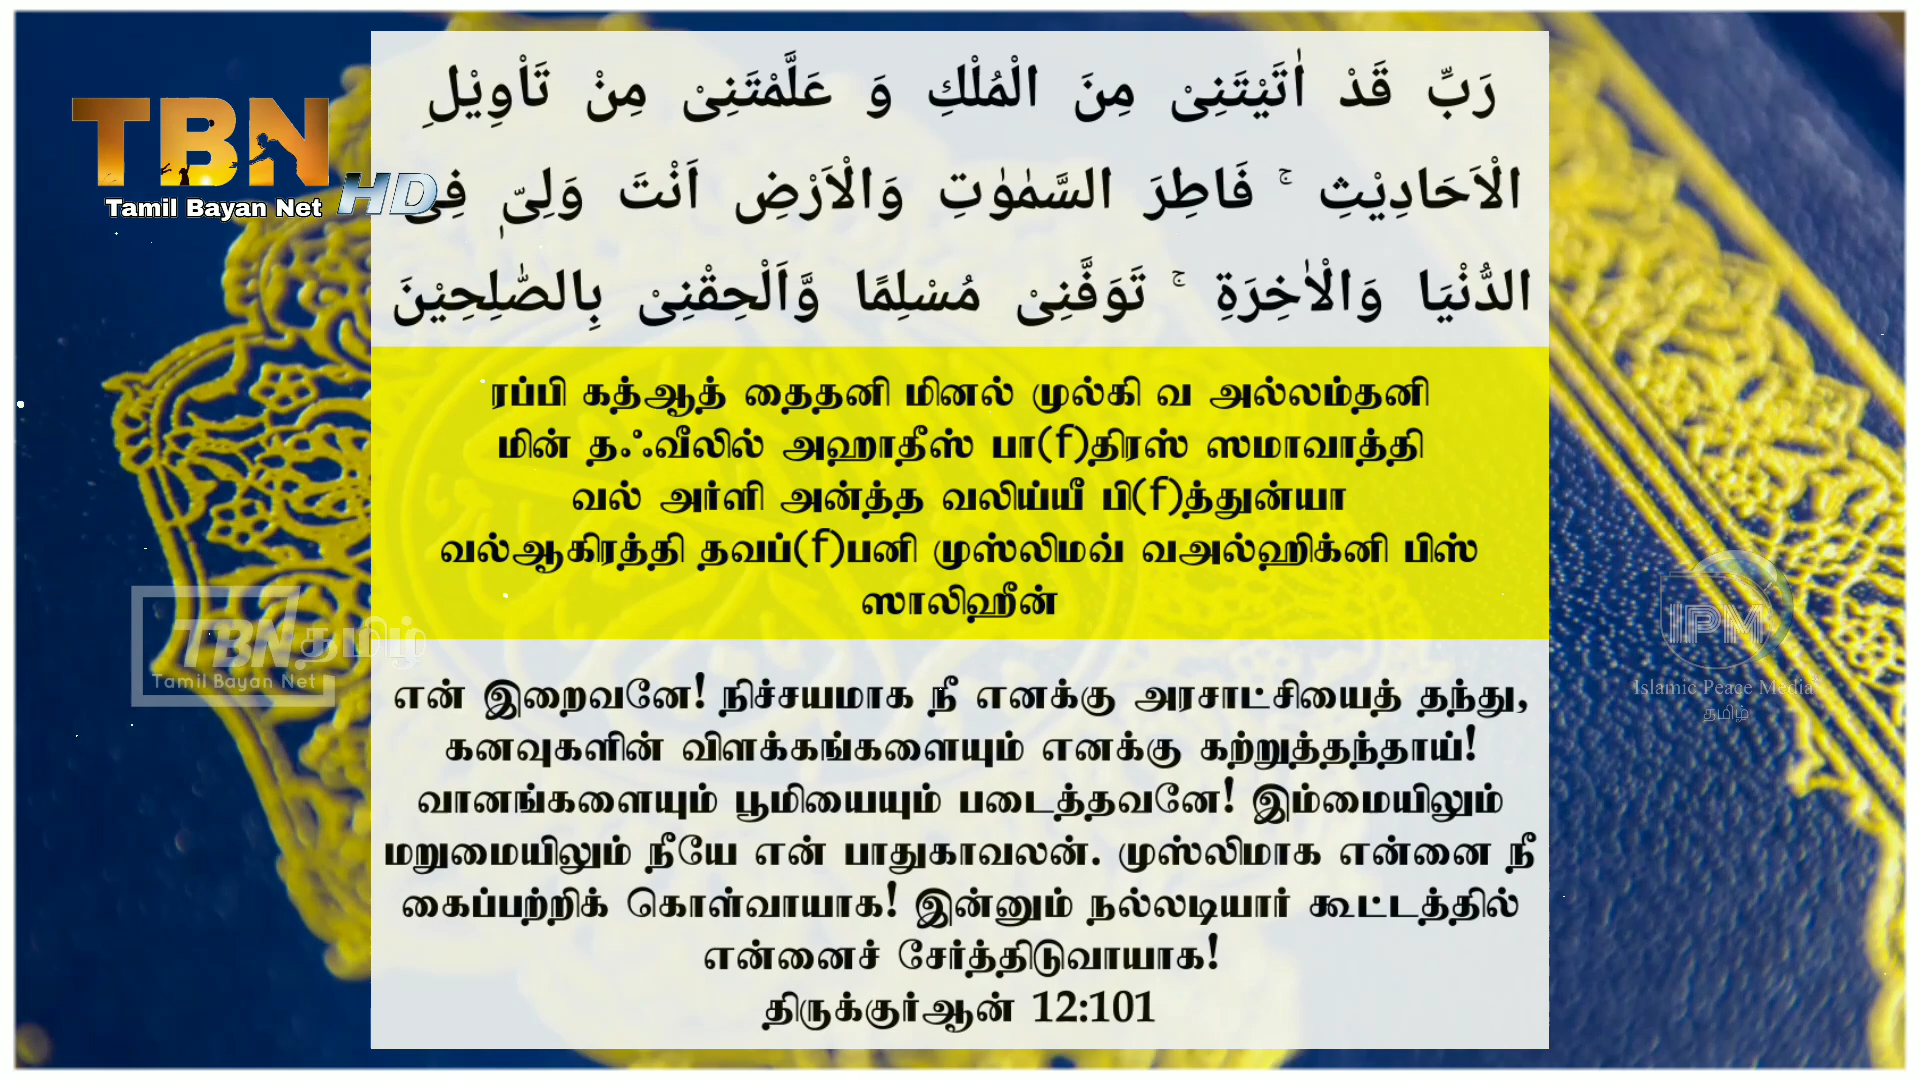 رَبِّ قَدْ اٰتَيْتَنِىْ مِنَ الْمُلْكِ وَ عَلَّمْتَنِىْ مِنْ تَاْوِيْلِ
الْاَحَادِيْثِ ۚ فَاطِرَ السَّمٰوٰتِ وَالْاَرْضِ اَنْتَ وَلِىّٖ فِى
الدُّنْيَا وَالْاٰخِرَةِ ۚ تَوَفَّنِىْ مُسْلِمًا وَّاَلْحِقْنِىْ بِالصّٰلِحِيْنَ
TBN HD
Tamil Bayan Net
ரப்பி கத்ஆத் தைதனி மினல் முல்கி வ அல்லம்தனி
மின் தஃவீலில் அஹாதீஸ் பா(f)திரஸ் ஸமாவாத்தி
வல் அர்ளி அன்த்த வலிய்யீ பி(f)த்துன்யா
வல்ஆகிரத்தி தவப்(f)பனி முஸ்லிமவ் வஅல்ஹிக்னி பிஸ்
ஸாலிஹீன்
TBN தமிழ்
Tamil Bayan Net
IPM
Islamic Peace Media
தமிழ்
என் இறைவனே! நிச்சயமாக நீ எனக்கு அரசாட்சியைத் தந்து,
கனவுகளின் விளக்கங்களையும் எனக்கு கற்றுத்தந்தாய்!
வானங்களையும் பூமியையும் படைத்தவனே! இம்மையிலும்
மறுமையிலும் நீயே என் பாதுகாவலன். முஸ்லிமாக என்னை நீ
கைப்பற்றிக் கொள்வாயாக! இன்னும் நல்லடியார் கூட்டத்தில்
என்னைச் சேர்த்திடுவாயாக!
திருக்குர்ஆன் 12:101